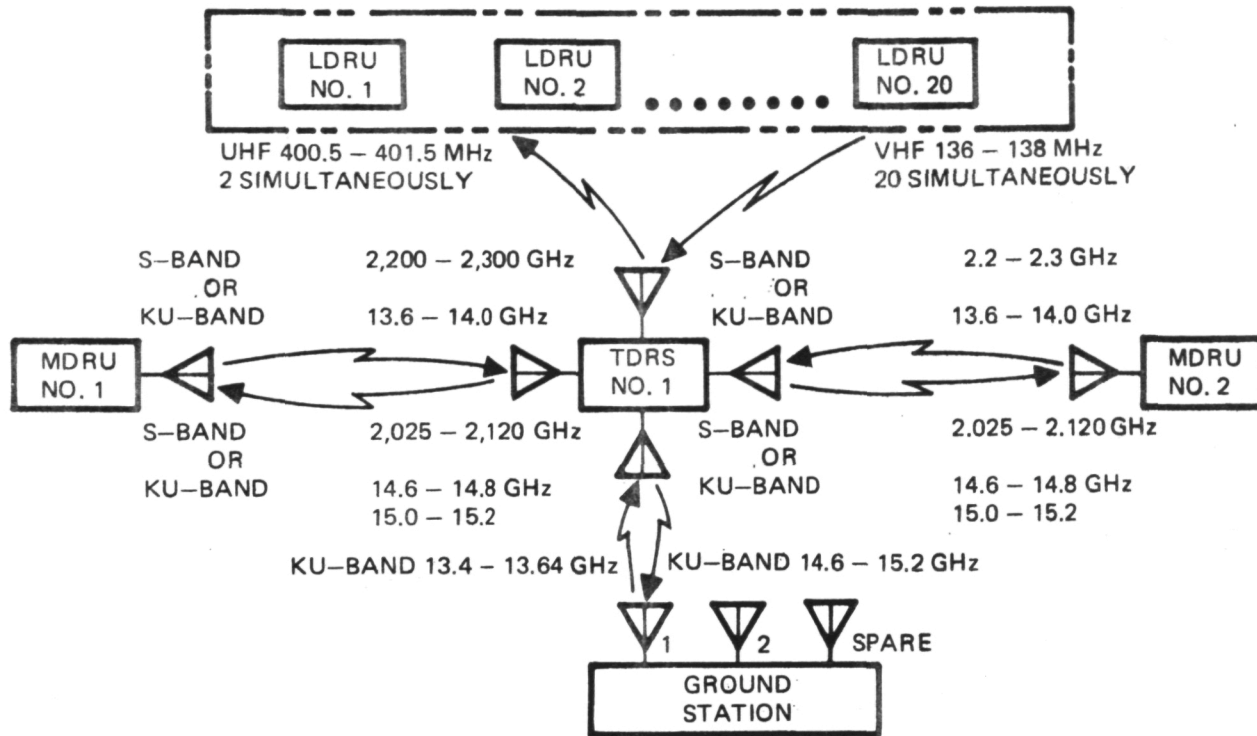 LDRU
NO. 1
LDRU
NO. 2
LDRU
NO. 20
UHF 400.5 – 401.5 MHz
2 SIMULTANEOUSLY
VHF 136 – 138 MHz
20 SIMULTANEOUSLY
S–BAND
OR
KU–BAND
2,200 – 2,300 GHz
13.6 – 14.0 GHz
S–BAND
OR
KU–BAND
2.2 – 2.3 GHz
13.6 – 14.0 GHz
MDRU
NO. 1
TDRS
NO. 1
MDRU
NO. 2
S–BAND
OR
KU–BAND
2,025 – 2,120 GHz
14.6 – 14.8 GHz
15.0 – 15.2
S–BAND
OR
KU–BAND
2.025 – 2.120 GHz
14.6 – 14.8 GHz
15.0 – 15.2
KU–BAND 13.4 – 13.64 GHz
KU–BAND 14.6 – 15.2 GHz
1
2
SPARE
GROUND
STATION